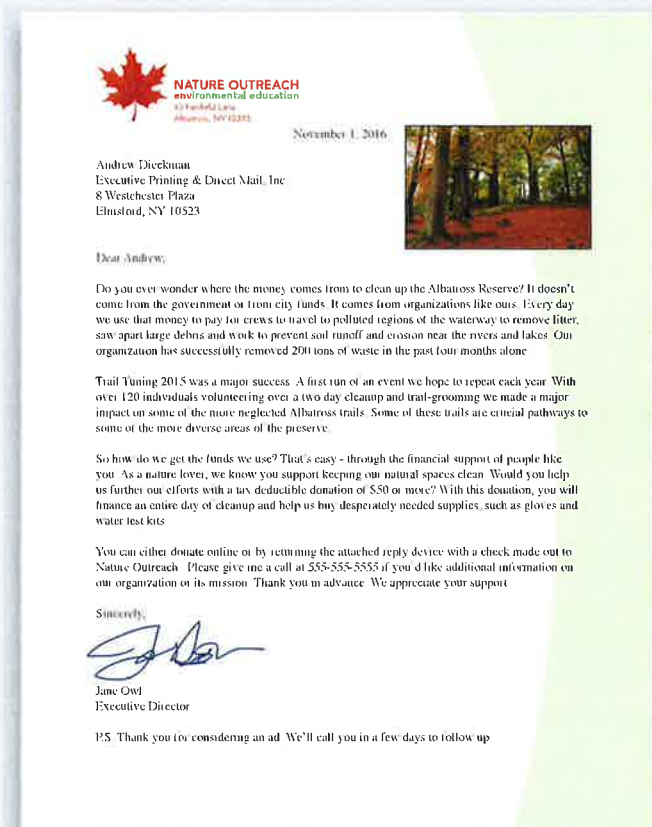 NATURE OUTREACH
environmental education
November 1, 2016
Andrew Dieckman
Executive Printing & Direct Mail, Inc
8 Westchester Plaza
Elmsford, NY 10523
Dear Andrew,
Do you ever wonder where the money comes from to clean up the Albatross Reserve? It doesn't
come from the government or from city funds. It comes from organizations like ours. Every day
we use that money to pay for crews to travel to polluted regions of the waterway to remove litter,
saw apart large debris and work to prevent soil runoff and erosion near the rivers and lakes. Our
organization has successfully removed 200 tons of waste in the past four months alone
Trail Tuning 2015 was a major success. A first run of an event we hope to repeat each year. With
over 120 individuals volunteering over a two day cleanup and trail-grooming we made a major
impact on some of the more neglected Albatross trails. Some of these trails are crucial pathways to
some of the more diverse areas of the preserve.
So how do we get the funds we use? That's easy - through the financial support of people like
you. As a nature lover, we know you support keeping our natural spaces clean. Would you help
us further our efforts with a tax deductible donation of $50 or more? With this donation, you will
finance an entire day of cleanup and help us buy desperately needed supplies, such as gloves and
water test kits
You can either donate online or by returning the attached reply device with a check made out to
Nature Outreach. Please give me a call at 555-555-5555 if you'd like additional information on
our organization or its mission. Thank you in advance. We appreciate your support
Sincerely,
Jane Owl
Executive Director
P.S. Thank you for considering an ad. We'll call you in a few days to follow up